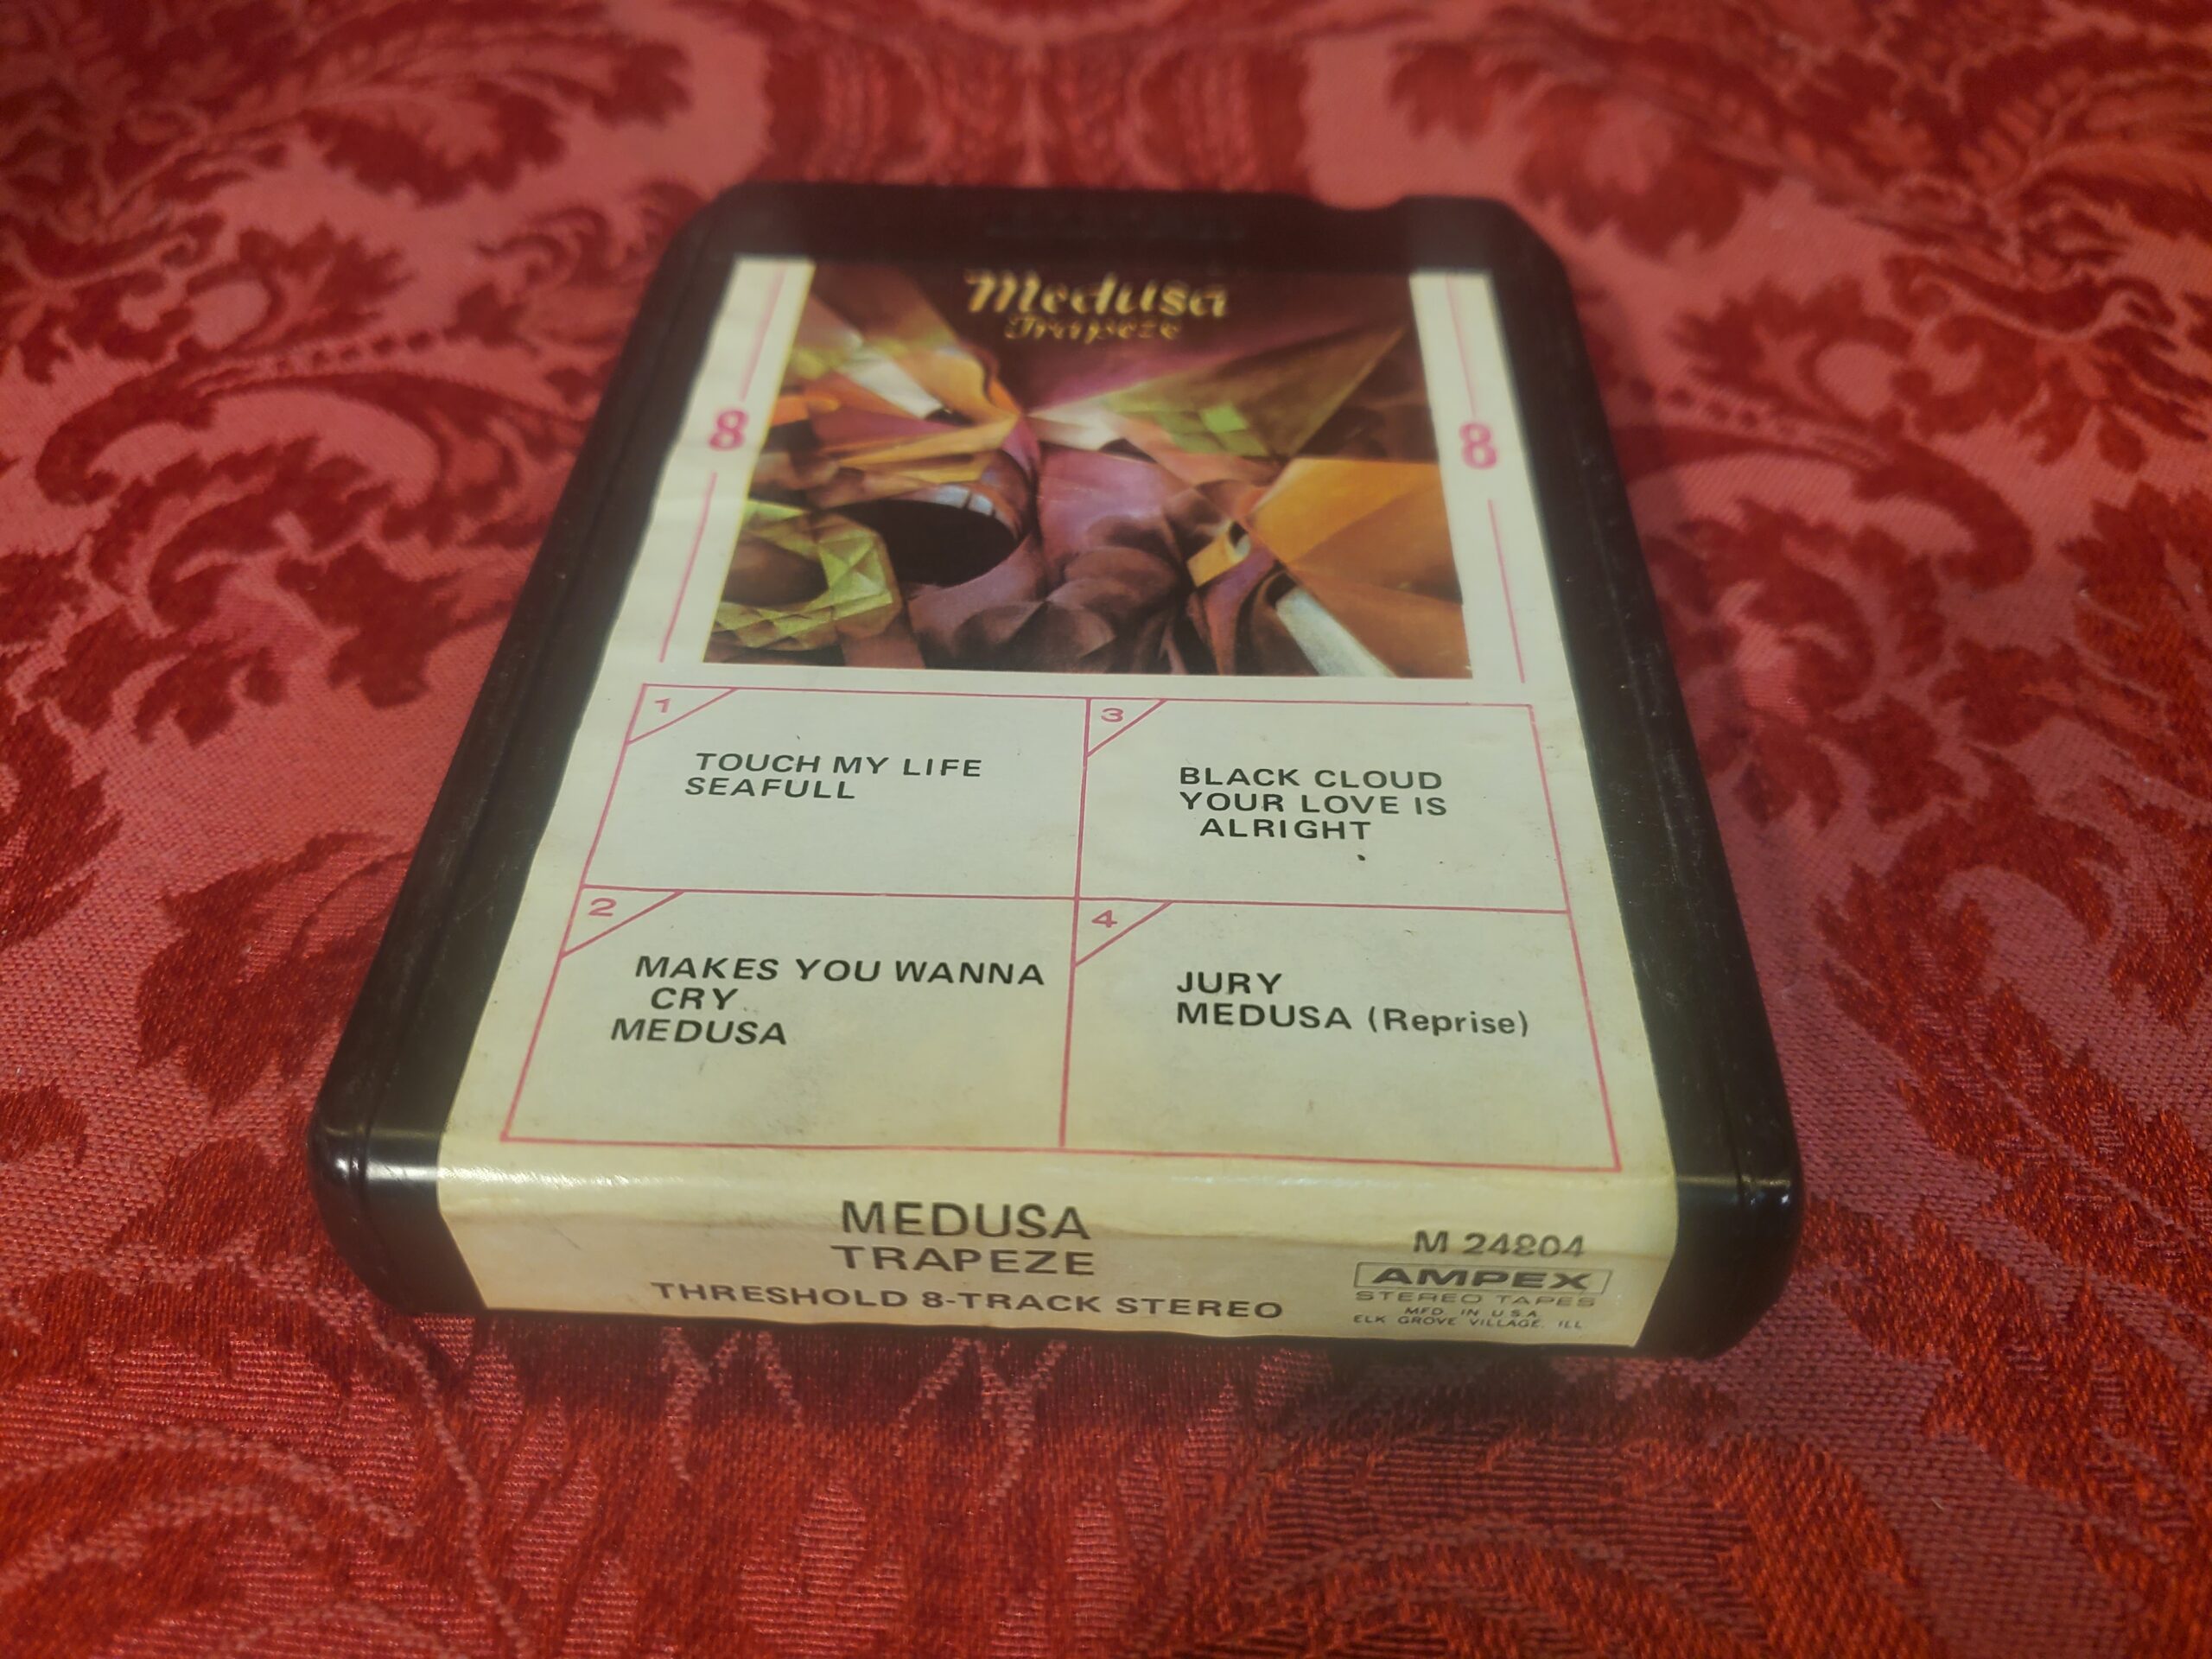 Medusa
Trapeze
8
8
1
TOUCH MY LIFE
SEAFULL
3
BLACK CLOUD
YOUR LOVE IS
ALRIGHT
2
MAKES YOU WANNA
CRY
MEDUSA
4
JURY
MEDUSA (Reprise)
MEDUSA
TRAPEZE
THRESHOLD 8-TRACK STEREO
M 24804
AMPEX
STEREO TAPES
MFD. IN U.S.A.
ELK GROVE VILLAGE, ILL